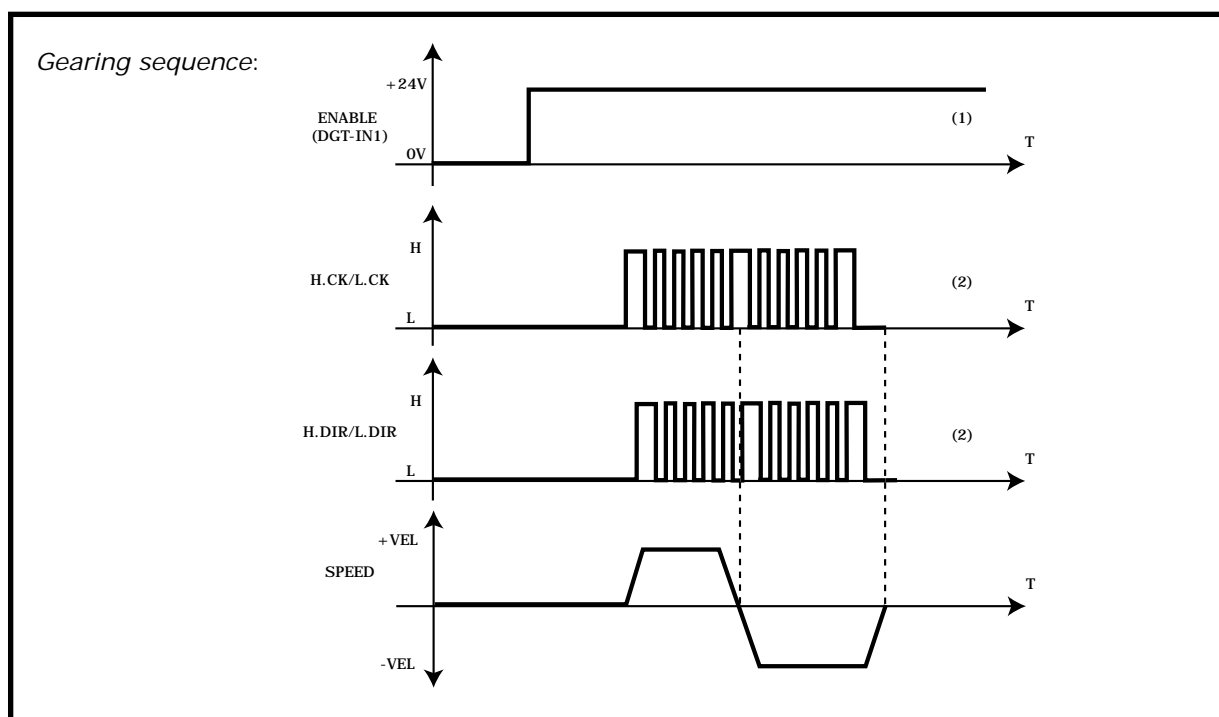 Gearing sequence:
+24V
ENABLE
(DGT-IN1)
(1)
T
0V
H
H.CK/L.CK
(2)
T
L
H
H.DIR/L.DIR
(2)
T
L
+VEL
SPEED
T
-VEL